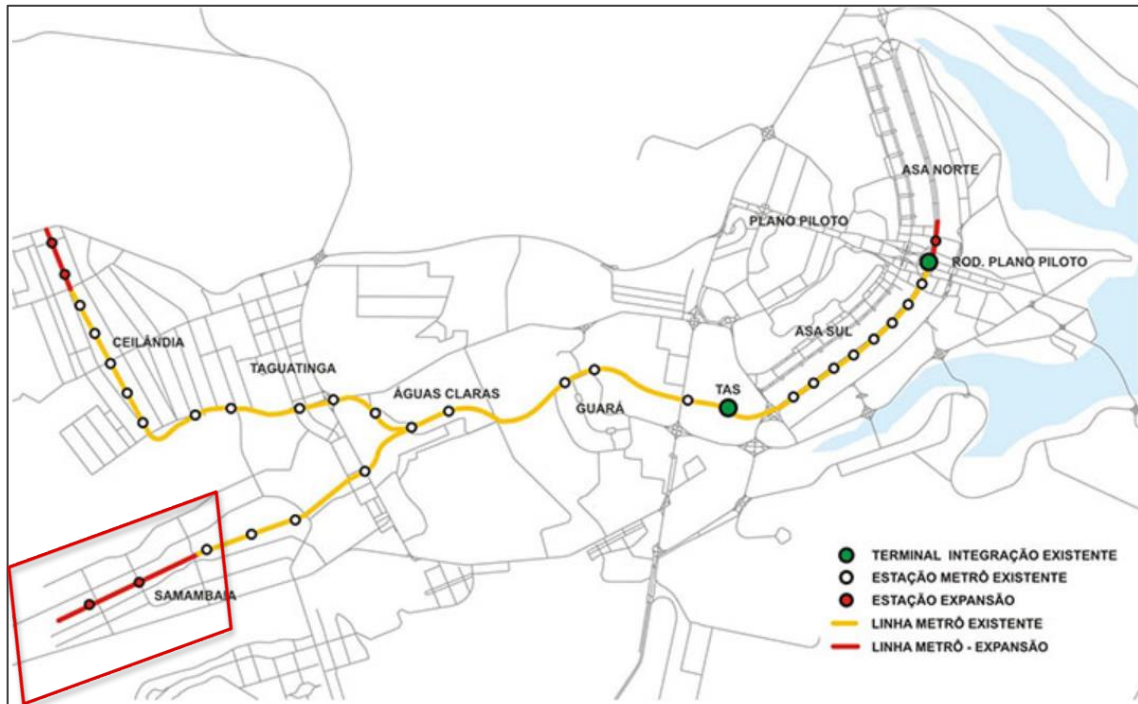 ASA NORTE
PLANO PILOTO
ROD. PLANO PILOTO
ASA SUL
CEILÂNDIA
TAGUATINGA
ÁGUAS CLARAS
TAS
GUARÁ
SAMAMBAIA
TERMINAL INTEGRAÇÃO EXISTENTE
ESTAÇÃO METRÔ EXISTENTE
ESTAÇÃO EXPANSÃO
LINHA METRÔ EXISTENTE
LINHA METRÔ - EXPANSÃO